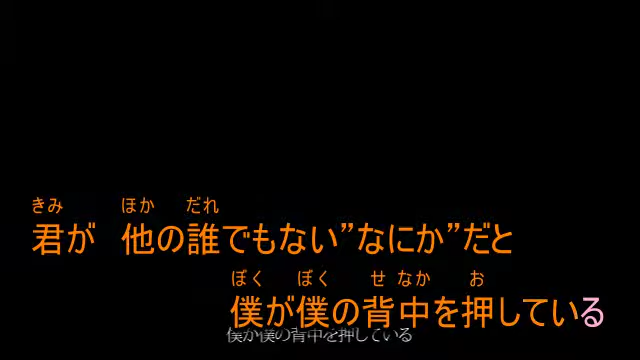 きみ ほか だれ
君が 他の誰でもない”なにか”だと
ぼく ぼく せ なか お
僕が僕の背中を押している
僕が僕の背中を押している